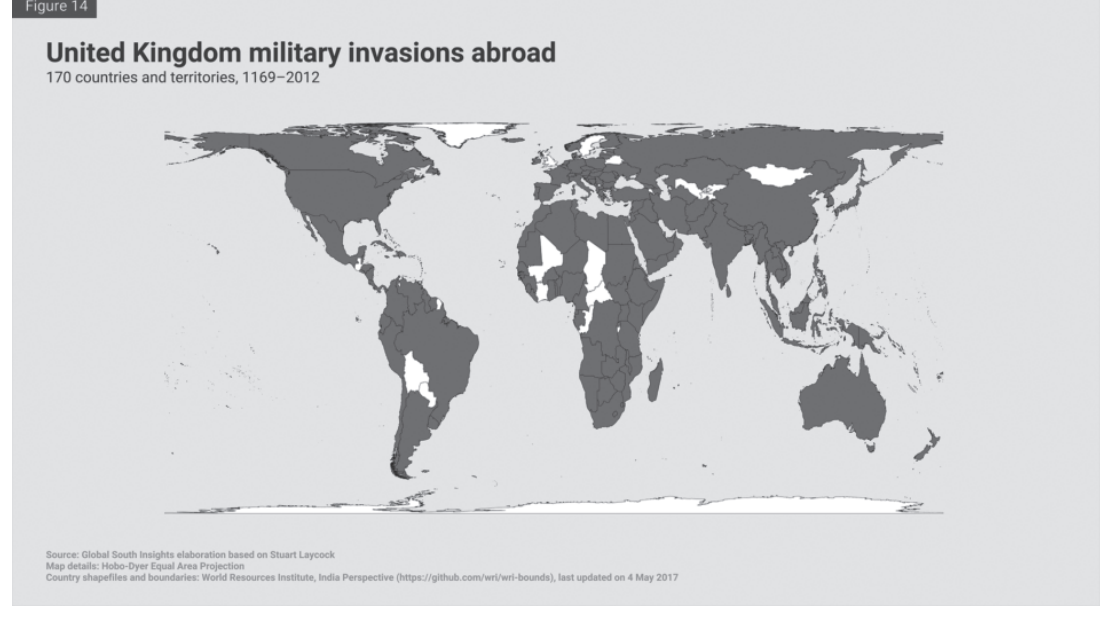 Figure 14
United Kingdom military invasions abroad
170 countries and territories, 1169–2012
Source: Global South Insights elaboration based on Stuart Laycock
Map details: Hobo-Dyer Equal Area Projection
Country shapefiles and boundaries: World Resources Institute, India Perspective (https://github.com/wri/wri-bounds), last updated on 4 May 2017